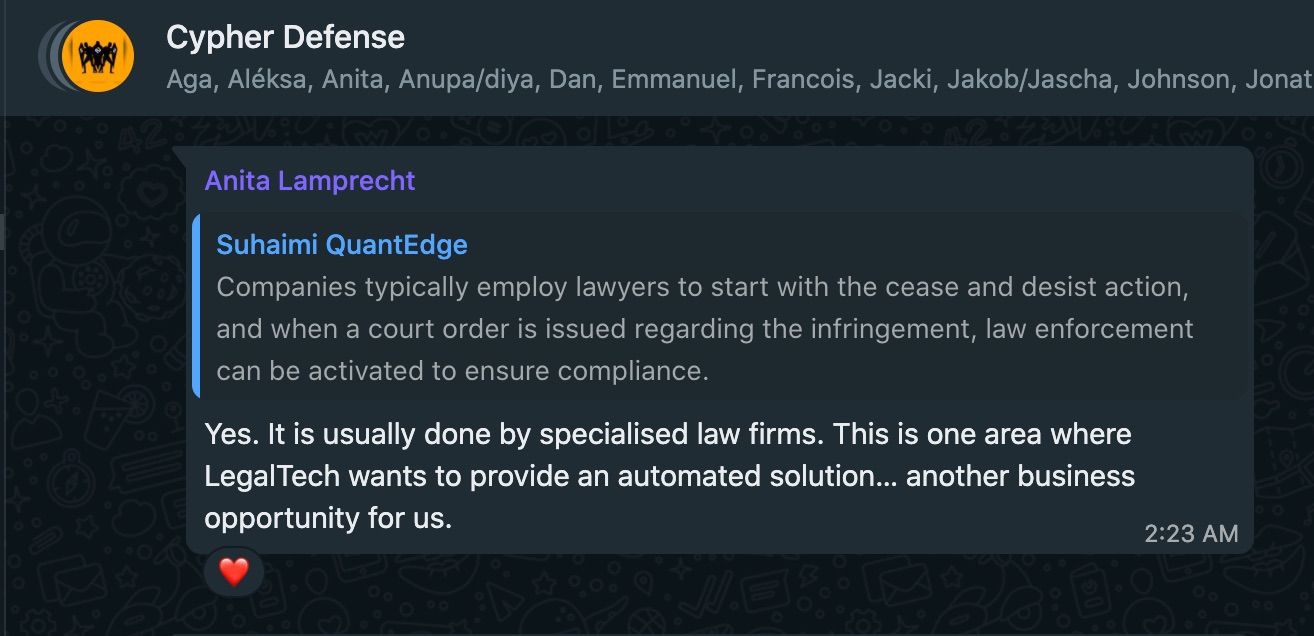 Cypher Defense
Aga, Aléksa, Anita, Anupa/diya, Dan, Emmanuel, Francois, Jacki, Jakob/Jascha, Johnson, Jonat
Anita Lamprecht
Suhaimi QuantEdge
Companies typically employ lawyers to start with the cease and desist action,
and when a court order is issued regarding the infringement, law enforcement
can be activated to ensure compliance.
Yes. It is usually done by specialised law firms. This is one area where
LegalTech wants to provide an automated solution... another business
opportunity for us.
2:23 AM